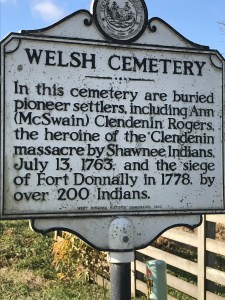 WELSH CEMETERY
In this cemetery are buried
pioneer settlers, including Ann
(McSwain) Clendenin Rogers,
the heroine of the Clendenin
massacre by Shawnee Indians,
July 13, 1763, and the siege
of Fort Donnally in 1778, by
over 200 Indians.